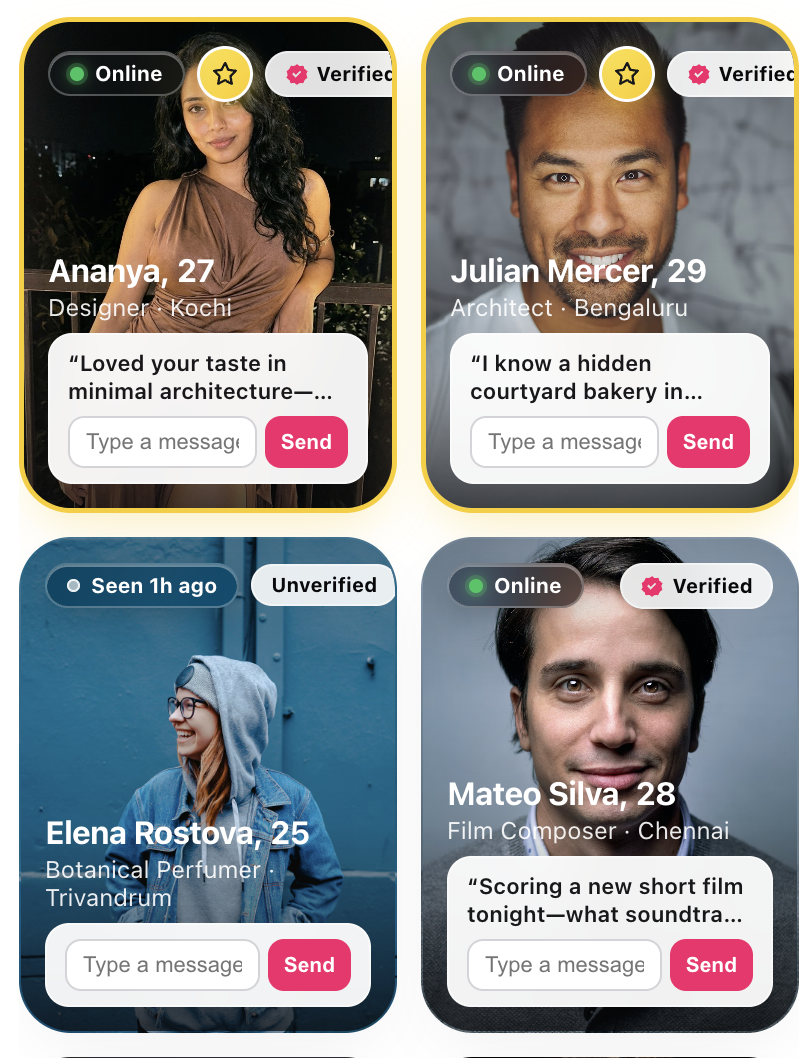 Online
Verified
Ananya, 27
Designer · Kochi
“Loved your taste in
minimal architecture—...
Type a message
Send
Online
Verified
Julian Mercer, 29
Architect · Bengaluru
“I know a hidden
courtyard bakery in...
Type a message
Send
Seen 1h ago
Unverified
Elena Rostova, 25
Botanical Perfumer ·
Trivandrum
Type a message
Send
Online
Verified
Mateo Silva, 28
Film Composer · Chennai
“Scoring a new short film
tonight—what soundtra...
Type a message
Send